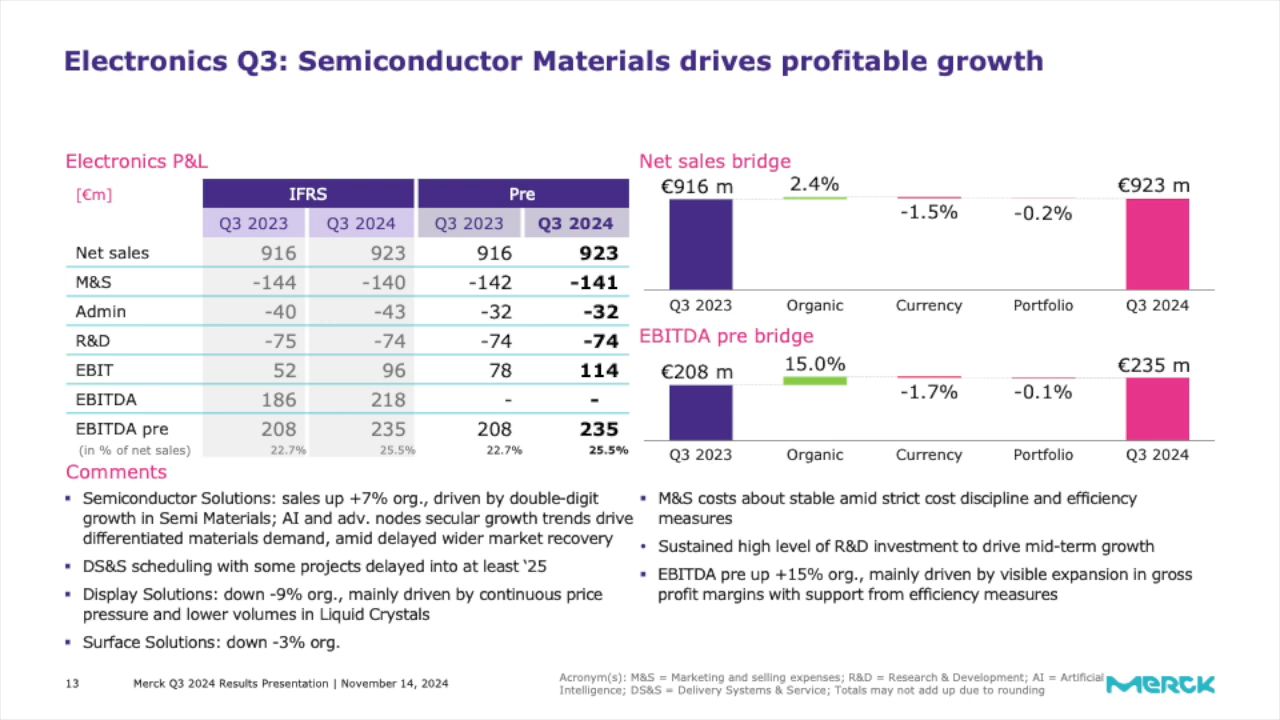 Electronics Q3: Semiconductor Materials drives profitable growth
Electronics P&L
[€m] IFRS Pre
Q3 2023 Q3 2024 Q3 2023 Q3 2024
Net sales 916 923 916 923
M&S -144 -140 -142 -141
Admin -40 -43 -32 -32
R&D -75 -74 -74 -74
EBIT 52 96 78 114
EBITDA 186 218 - -
EBITDA pre 208 235 208 235
(in % of net sales) 22.7% 25.5% 22.7% 25.5%
Net sales bridge
€916 m 2.4% -1.5% -0.2% €923 m
Q3 2023 Organic Currency Portfolio Q3 2024
EBITDA pre bridge
€208 m 15.0% -1.7% -0.1% €235 m
Q3 2023 Organic Currency Portfolio Q3 2024
Comments
▪ Semiconductor Solutions: sales up +7% org., driven by double-digit
growth in Semi Materials; AI and adv. nodes secular growth trends drive
differentiated materials demand, amid delayed wider market recovery
▪ DS&S scheduling with some projects delayed into at least ‘25
▪ Display Solutions: down -9% org., mainly driven by continuous price
pressure and lower volumes in Liquid Crystals
▪ Surface Solutions: down -3% org.
▪ M&S costs about stable amid strict cost discipline and efficiency
measures
▪ Sustained high level of R&D investment to drive mid-term growth
▪ EBITDA pre up +15% org., mainly driven by visible expansion in gross
profit margins with support from efficiency measures
13 Merck Q3 2024 Results Presentation | November 14, 2024
Acronym(s): M&S = Marketing and selling expenses; R&D = Research & Development; AI = Artificial
Intelligence; DS&S = Delivery Systems & Service; Totals may not add up due to rounding
MERCK